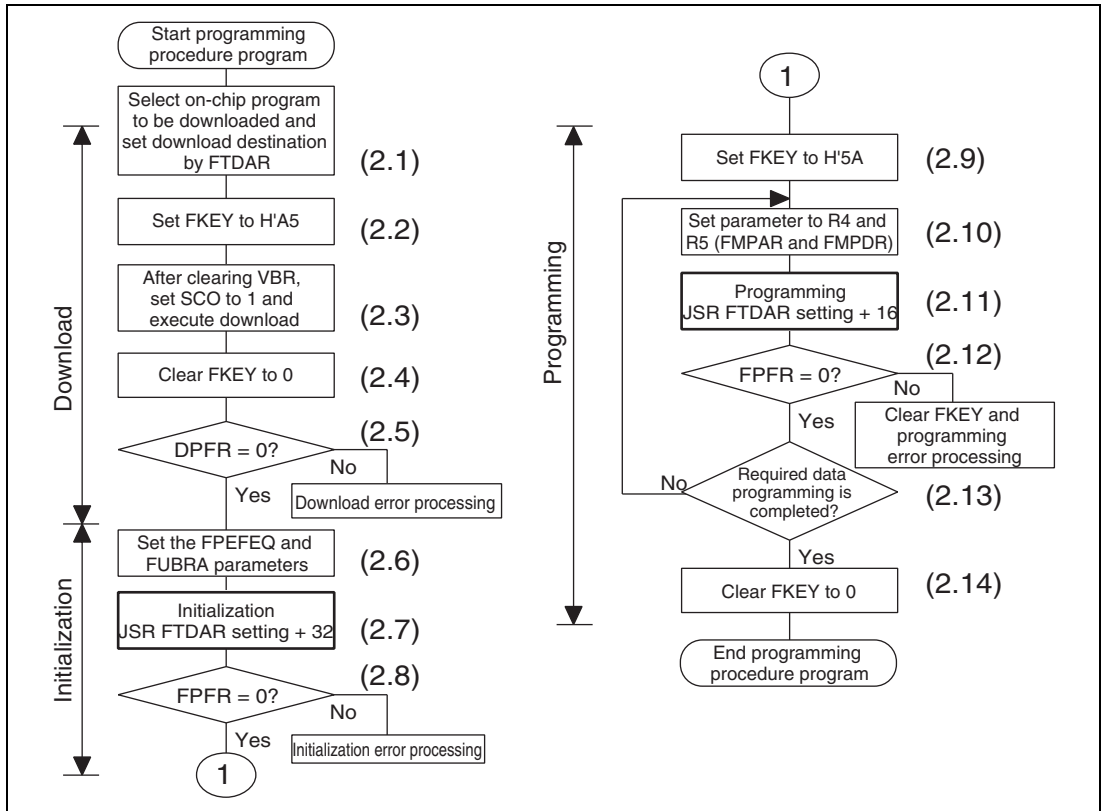 Start programming
procedure program
Select on-chip program
to be downloaded and
set download destination
by FTDAR
(2.1)
Set FKEY to H'A5
(2.2)
After clearing VBR,
set SCO to 1 and
execute download
(2.3)
Clear FKEY to 0
(2.4)
DPFR = 0?
(2.5)
No
Yes
Download error processing
Download
Set the FPEFEQ and
FUBRA parameters
(2.6)
Initialization
JSR FTDAR setting + 32
(2.7)
FPFR = 0?
(2.8)
No
Yes
Initialization error processing
Initialization
1
1
Set FKEY to H'5A
(2.9)
Set parameter to R4 and
R5 (FMPAR and FMPDR)
(2.10)
Programming
JSR FTDAR setting + 16
(2.11)
FPFR = 0?
(2.12)
No
Yes
Clear FKEY and
programming
error processing
Required data
programming is
completed?
(2.13)
No
Yes
Clear FKEY to 0
(2.14)
Programming
End programming
procedure program